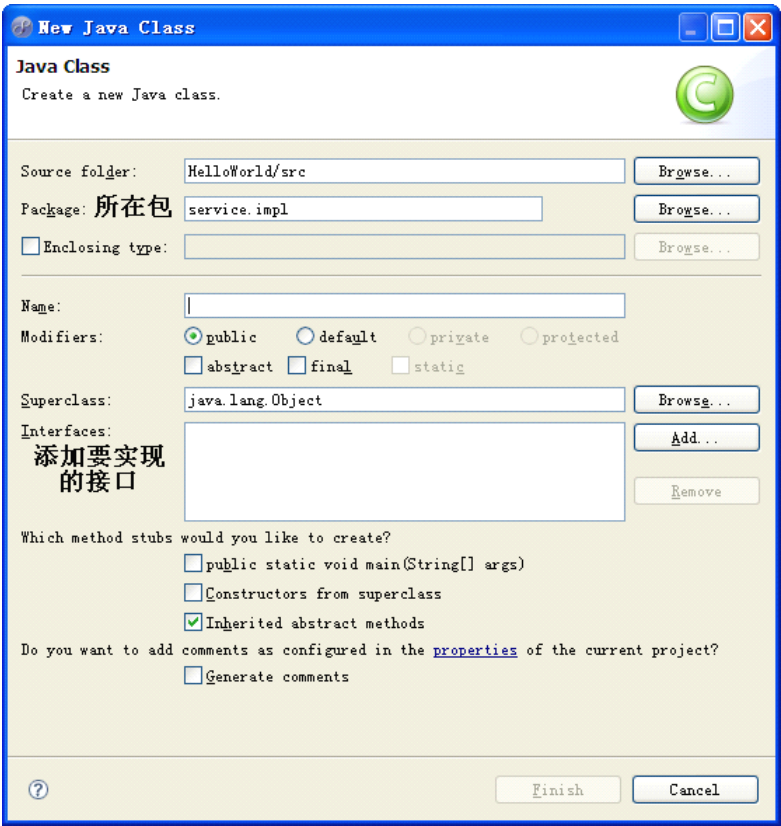 New Java Class
Java Class
Create a new Java class.
Source folder: HelloWorld/src Browse...
Package: 所在包 service.impl Browse...
Enclosing type: Browse...
Name:
Modifiers: public default private protected
abstract final static
Superclass: java.lang.Object Browse...
Interfaces: Add...
添加要实现
的接口
Remove
Which method stubs would you like to create?
public static void main(String[] args)
Constructors from superclass
Inherited abstract methods
Do you want to add comments as configured in the properties of the current project?
Generate comments
? Finish Cancel